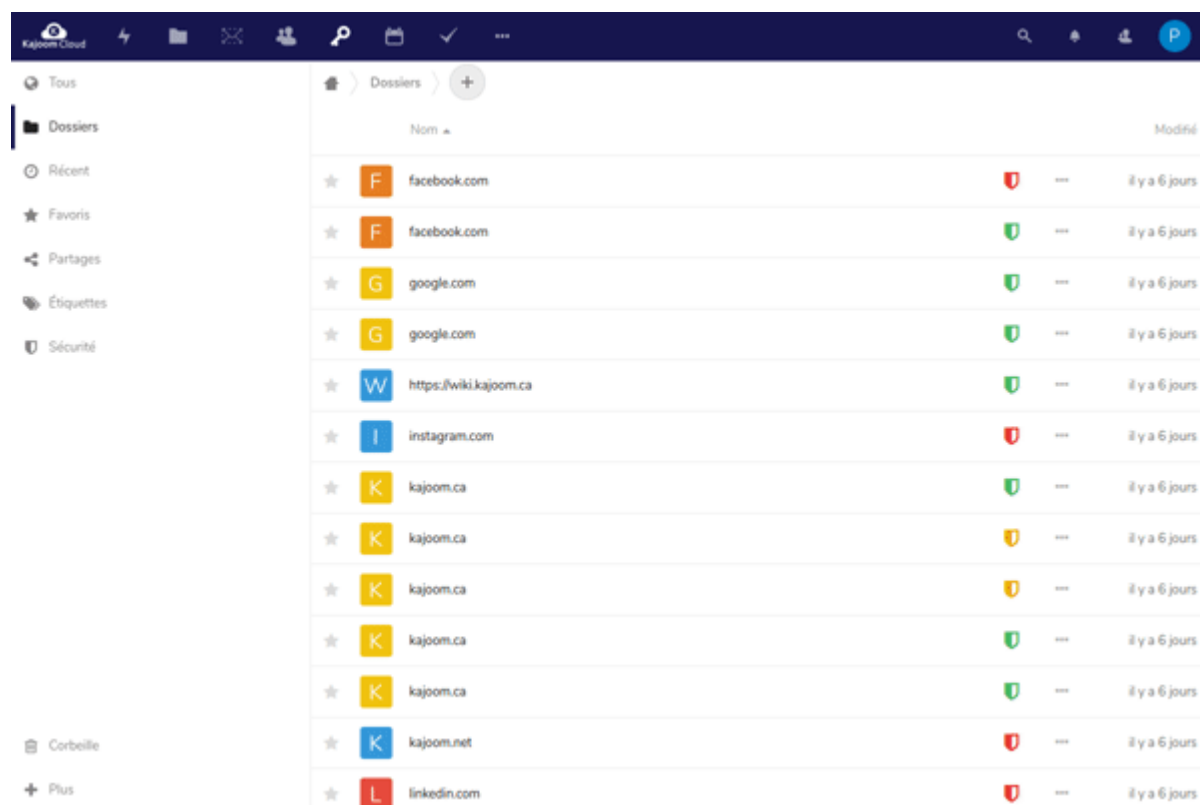 Kajoom Cloud
P
Tous
Dossiers
Récent
Favoris
Partages
Étiquettes
Sécurité
Corbeille
Plus
Dossiers +
Nom Modifié
F facebook.com ... il y a 6 jours
F facebook.com ... il y a 6 jours
G google.com ... il y a 6 jours
G google.com ... il y a 6 jours
W https://wiki.kajoom.ca ... il y a 6 jours
I instagram.com ... il y a 6 jours
K kajoom.ca ... il y a 6 jours
K kajoom.ca ... il y a 6 jours
K kajoom.ca ... il y a 6 jours
K kajoom.ca ... il y a 6 jours
K kajoom.ca ... il y a 6 jours
K kajoom.net ... il y a 6 jours
L linkedin.com ... il y a 6 jours